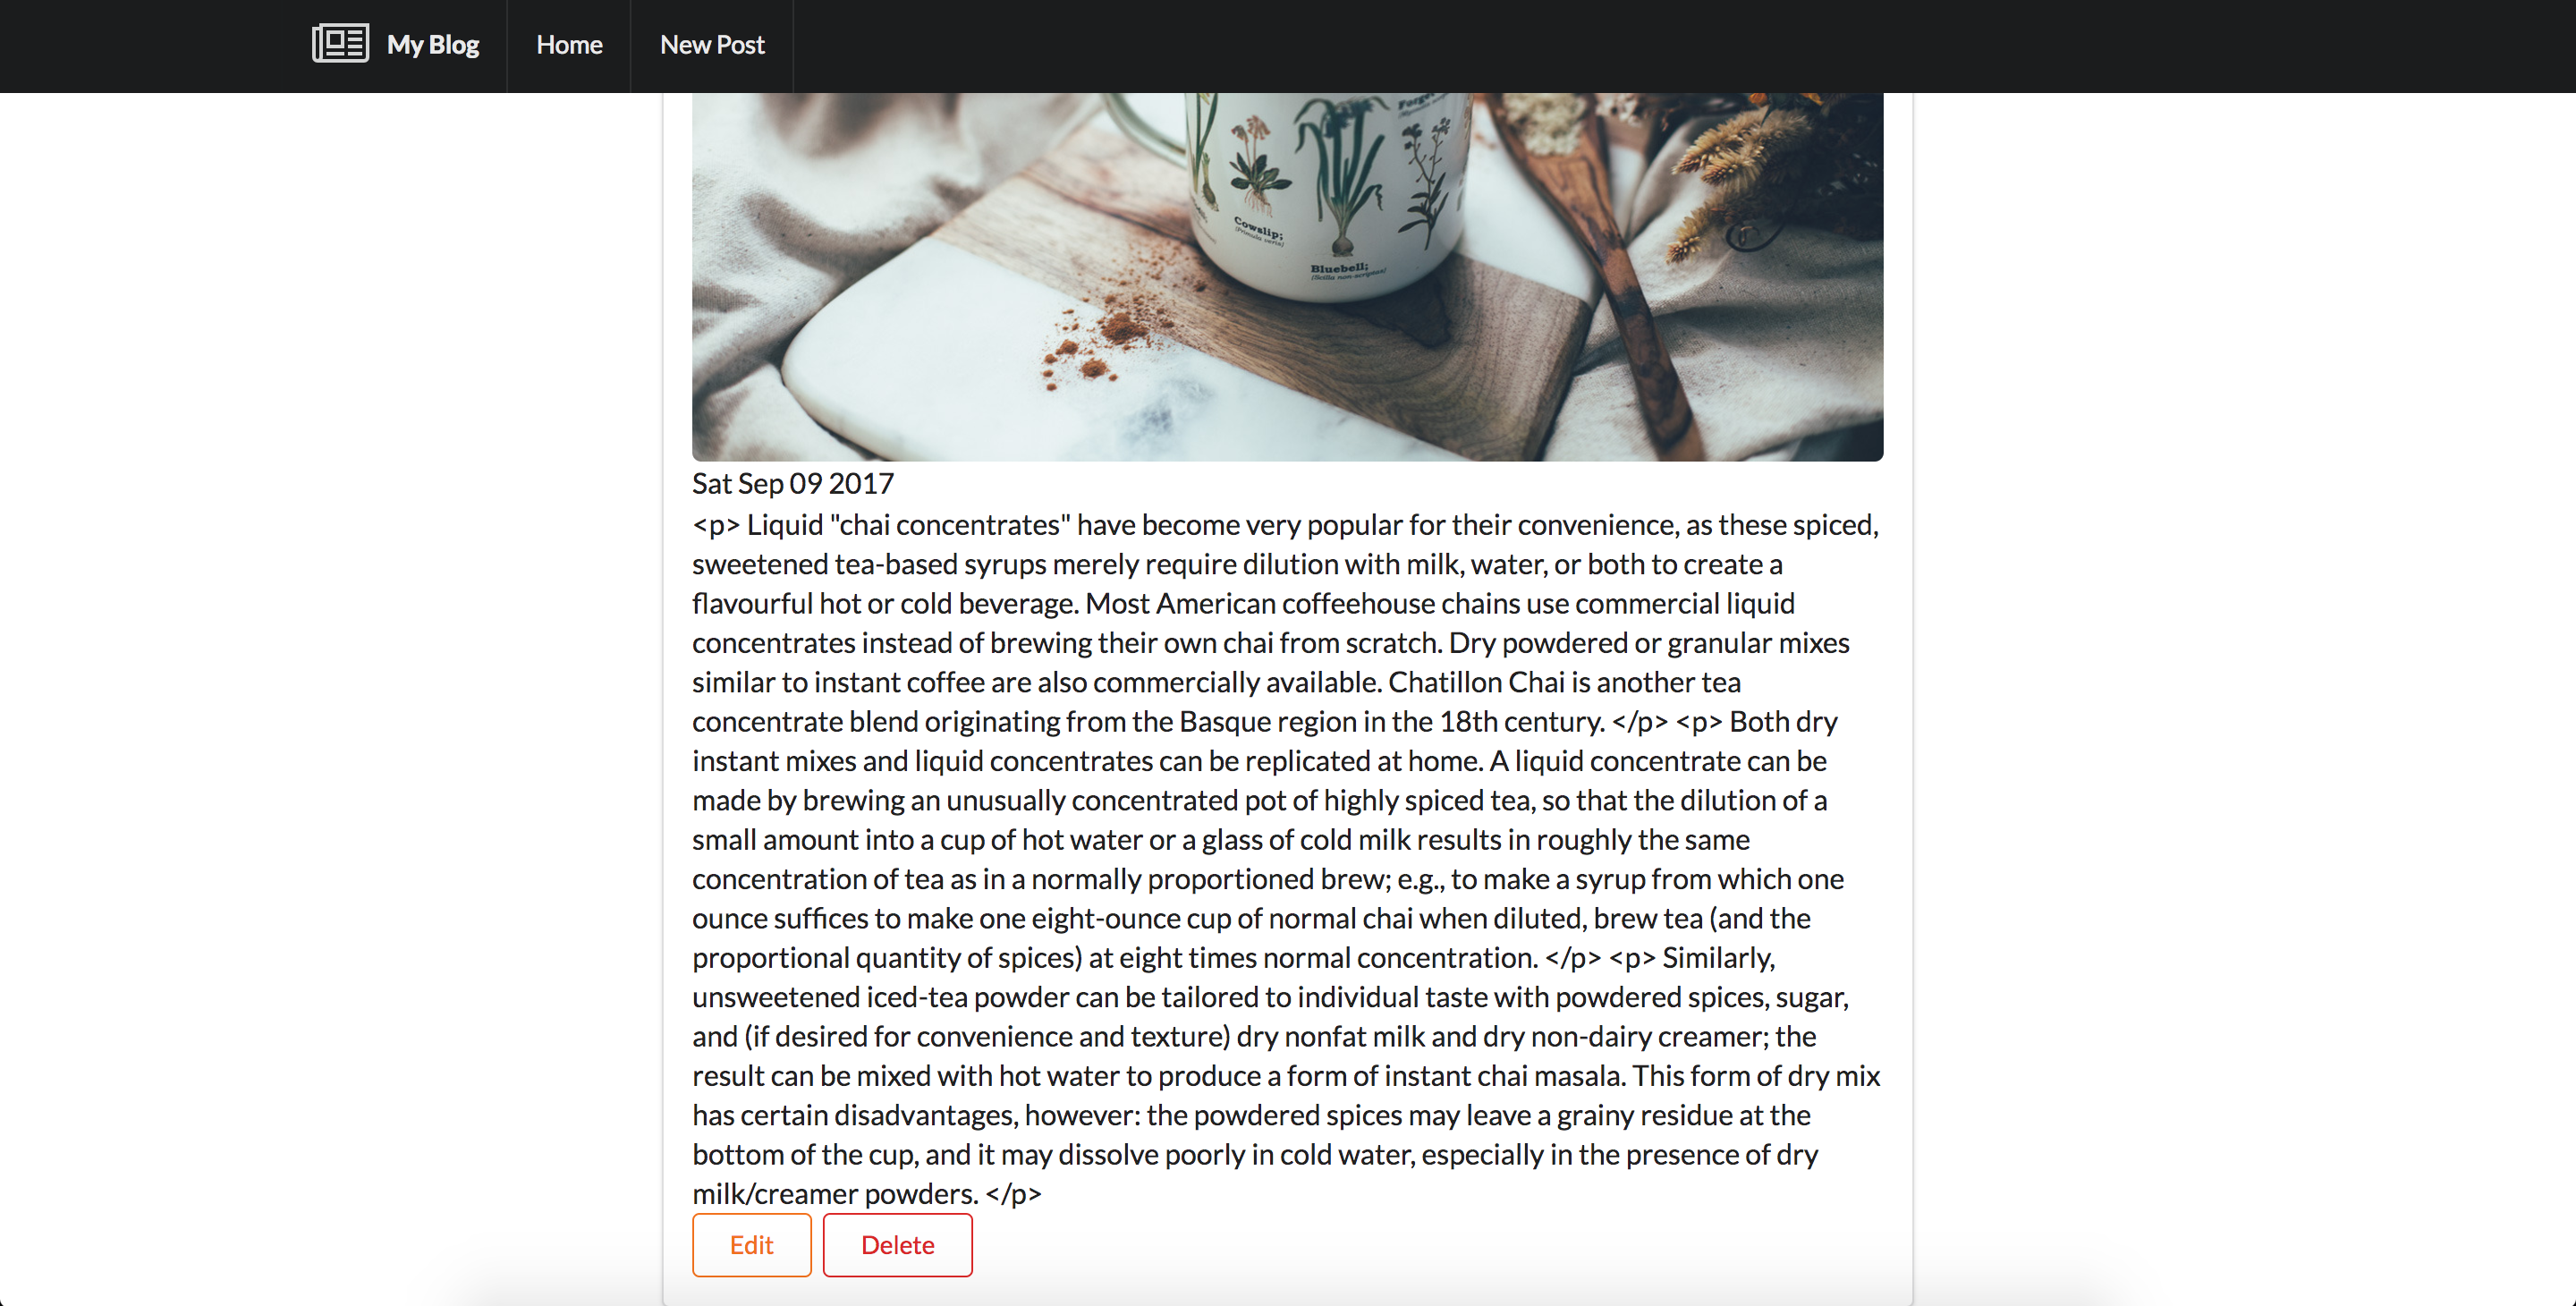 My Blog
Home
New Post
Cowslip;
(Primula veris)
Bluebell;
Sat Sep 09 2017
<p> Liquid "chai concentrates" have become very popular for their convenience, as these spiced,
sweetened tea-based syrups merely require dilution with milk, water, or both to create a
flavourful hot or cold beverage. Most American coffeehouse chains use commercial liquid
concentrates instead of brewing their own chai from scratch. Dry powdered or granular mixes
similar to instant coffee are also commercially available. Chatillon Chai is another tea
concentrate blend originating from the Basque region in the 18th century. </p> <p> Both dry
instant mixes and liquid concentrates can be replicated at home. A liquid concentrate can be
made by brewing an unusually concentrated pot of highly spiced tea, so that the dilution of a
small amount into a cup of hot water or a glass of cold milk results in roughly the same
concentration of tea as in a normally proportioned brew; e.g., to make a syrup from which one
ounce suffices to make one eight-ounce cup of normal chai when diluted, brew tea (and the
proportional quantity of spices) at eight times normal concentration. </p> <p> Similarly,
unsweetened iced-tea powder can be tailored to individual taste with powdered spices, sugar,
and (if desired for convenience and texture) dry nonfat milk and dry non-dairy creamer; the
result can be mixed with hot water to produce a form of instant chai masala. This form of dry mix
has certain disadvantages, however: the powdered spices may leave a grainy residue at the
bottom of the cup, and it may dissolve poorly in cold water, especially in the presence of dry
milk/creamer powders. </p>
Edit
Delete